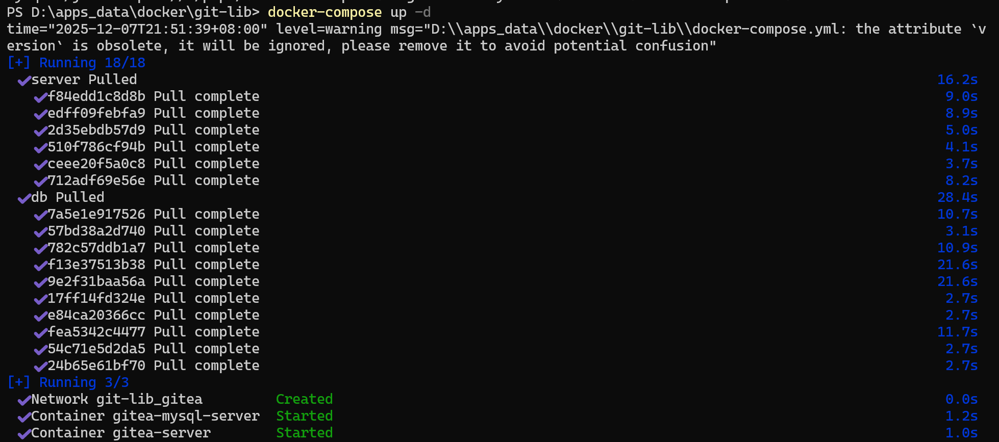 PS D:\apps_data\docker\git-lib> docker-compose up -d
time="2025-12-07T21:51:39+08:00" level=warning msg="D:\\apps_data\\docker\\git-lib\\docker-compose.yml: the attribute `v
ersion` is obsolete, it will be ignored, please remove it to avoid potential confusion"
[+] Running 18/18
✔server Pulled 16.2s
✔f84edd1c8d8b Pull complete 9.0s
✔edff09febfa9 Pull complete 8.9s
✔2d35ebdb57d9 Pull complete 5.0s
✔510f786cf94b Pull complete 4.1s
✔ceee20f5a0c8 Pull complete 3.7s
✔712adf69e56e Pull complete 8.2s
✔db Pulled 28.4s
✔7a5e1e917526 Pull complete 10.7s
✔57bd38a2d740 Pull complete 3.1s
✔782c57ddb1a7 Pull complete 10.9s
✔f13e37513b38 Pull complete 21.6s
✔9e2f31baa56a Pull complete 21.6s
✔17ff14fd324e Pull complete 2.7s
✔e84ca20366cc Pull complete 2.7s
✔fea5342c4477 Pull complete 11.7s
✔54c71e5d2da5 Pull complete 2.7s
✔24b65e61bf70 Pull complete 2.7s
[+] Running 3/3
✔Network git-lib_gitea Created 0.0s
✔Container gitea-mysql-server Started 1.2s
✔Container gitea-server Started 1.0s